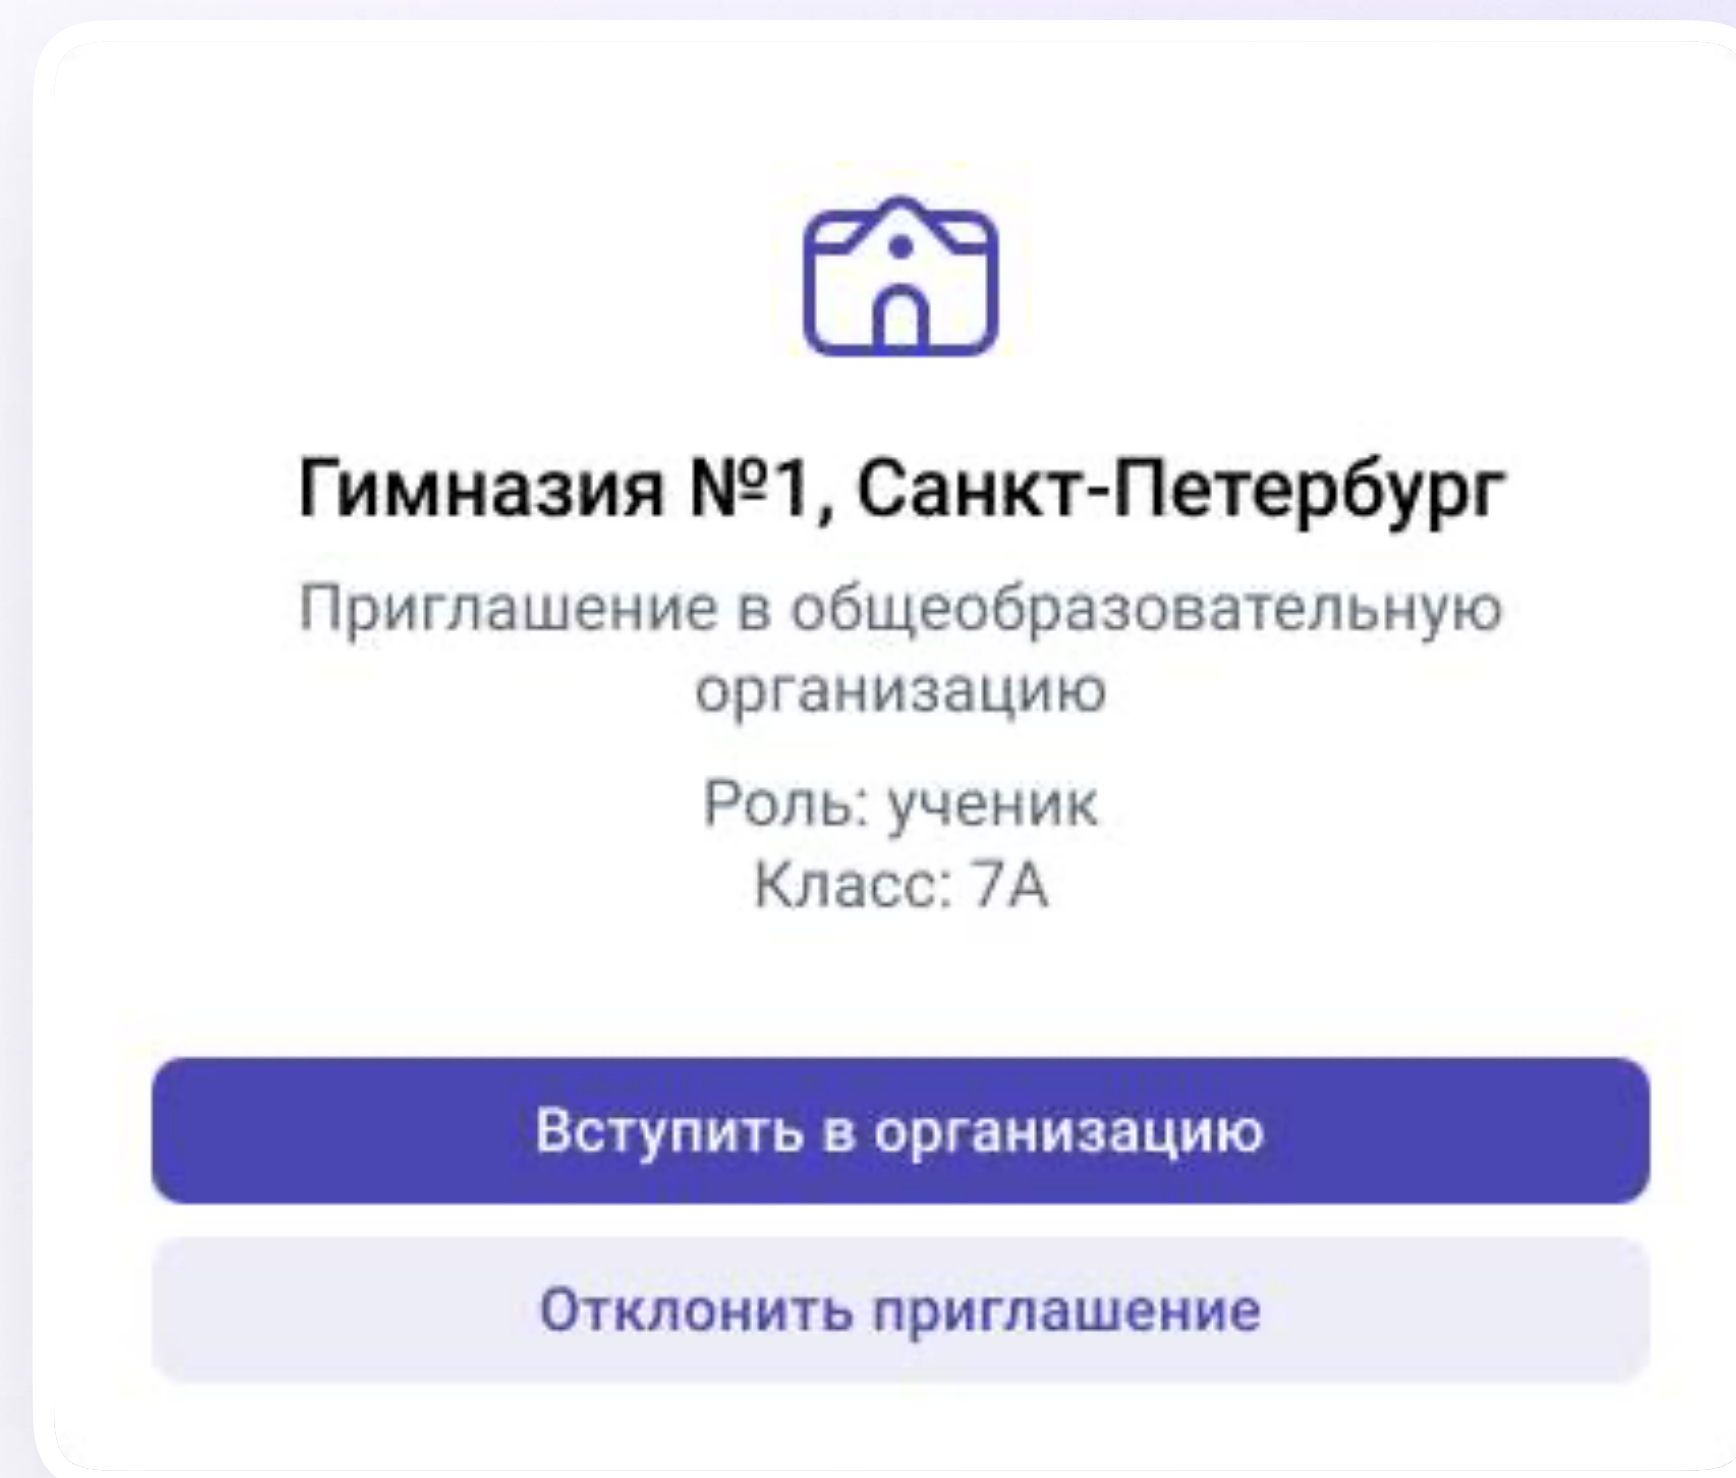 Гимназия №1, Санкт-Петербург
Приглашение в общеобразовательную
организацию
Роль: ученик
Класс: 7А
Вступить в организацию
Отклонить приглашение